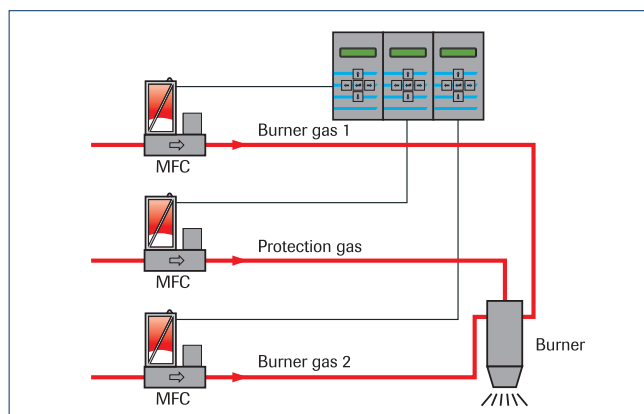 Burner gas 1
MFC
Protection gas
MFC
Burner
Burner gas 2
MFC